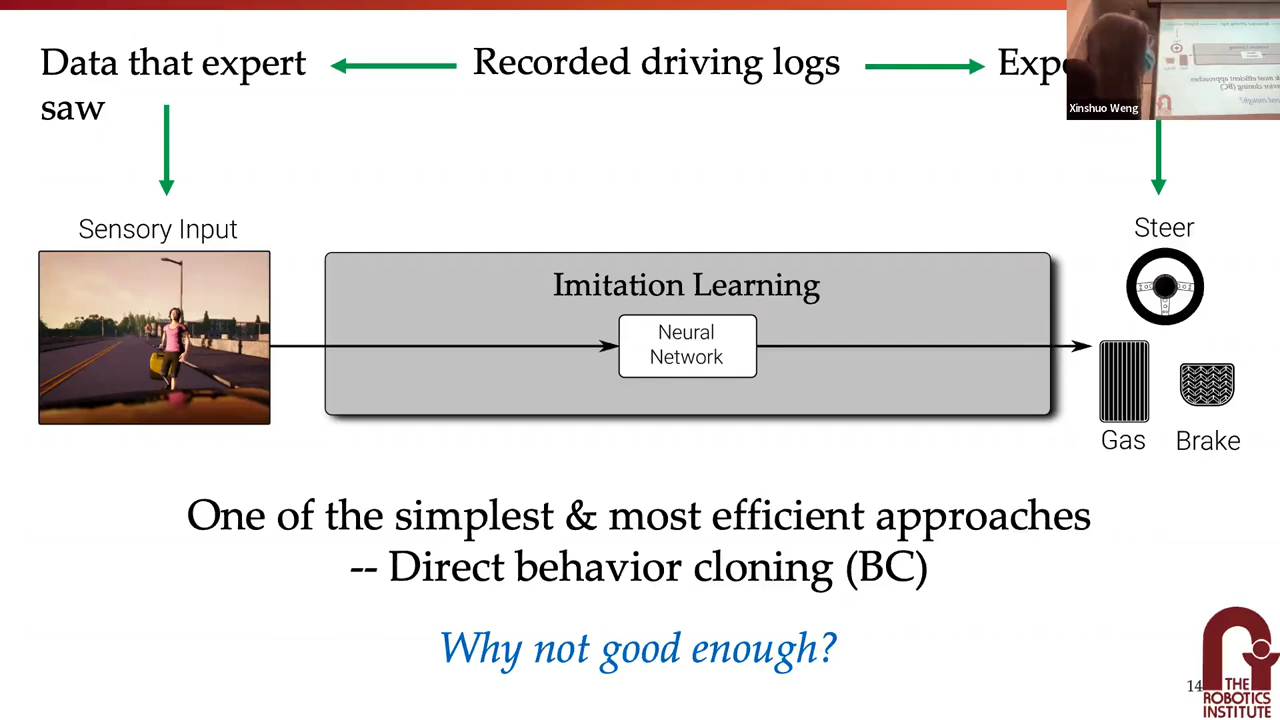 Data that expert
saw
Recorded driving logs
Xinshuo Weng
Sensory Input
Steer
Imitation Learning
Neural
Network
Gas
Brake
One of the simplest & most efficient approaches
-- Direct behavior cloning (BC)
Why not good enough?
14
THE
ROBOTICS
INSTITUTE